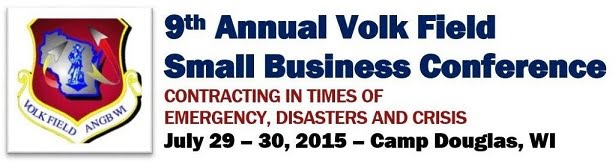 9th Annual Volk Field
Small Business Conference
CONTRACTING IN TIMES OF
EMERGENCY, DISASTERS AND CRISIS
July 29 – 30, 2015 – Camp Douglas, WI
VOLK FIELD ANGB WI